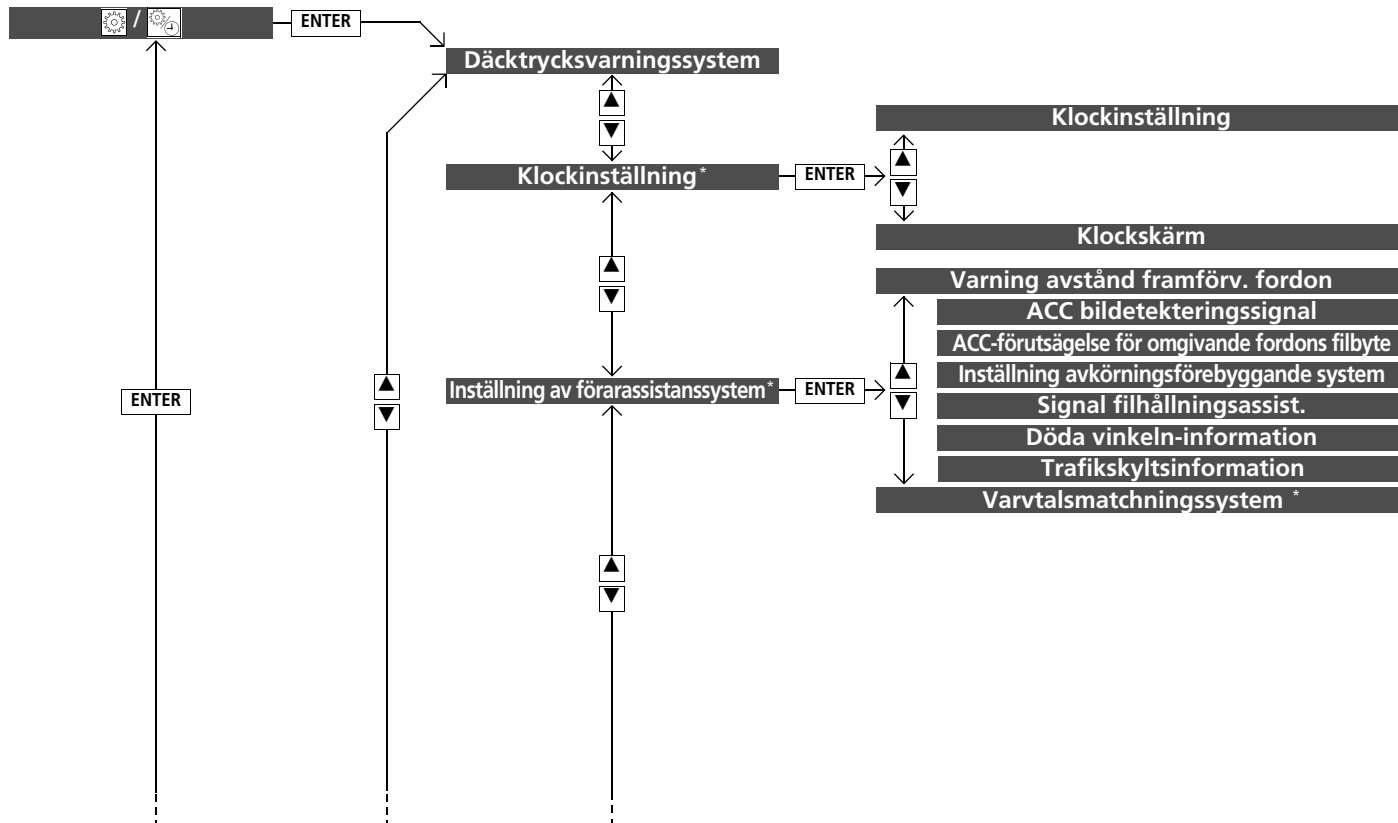 /
ENTER
Däcktrycksvarningssystem
▲
▼
Klockinställning
Klockinställning*
ENTER
▲
▼
Klockskärm
▲
▼
Varning avstånd framförv. fordon
ACC bildetekteringssignal
ACC-förutsägelse för omgivande fordons filbyte
Inställning av förarassistanssystem*
ENTER
▲
▼
Inställning avkörningsförebyggande system
Signal filhållningsassist.
Döda vinkeln-information
Trafikskyltsinformation
Varvtalsmatchningssystem *
ENTER
▲
▼
▲
▼